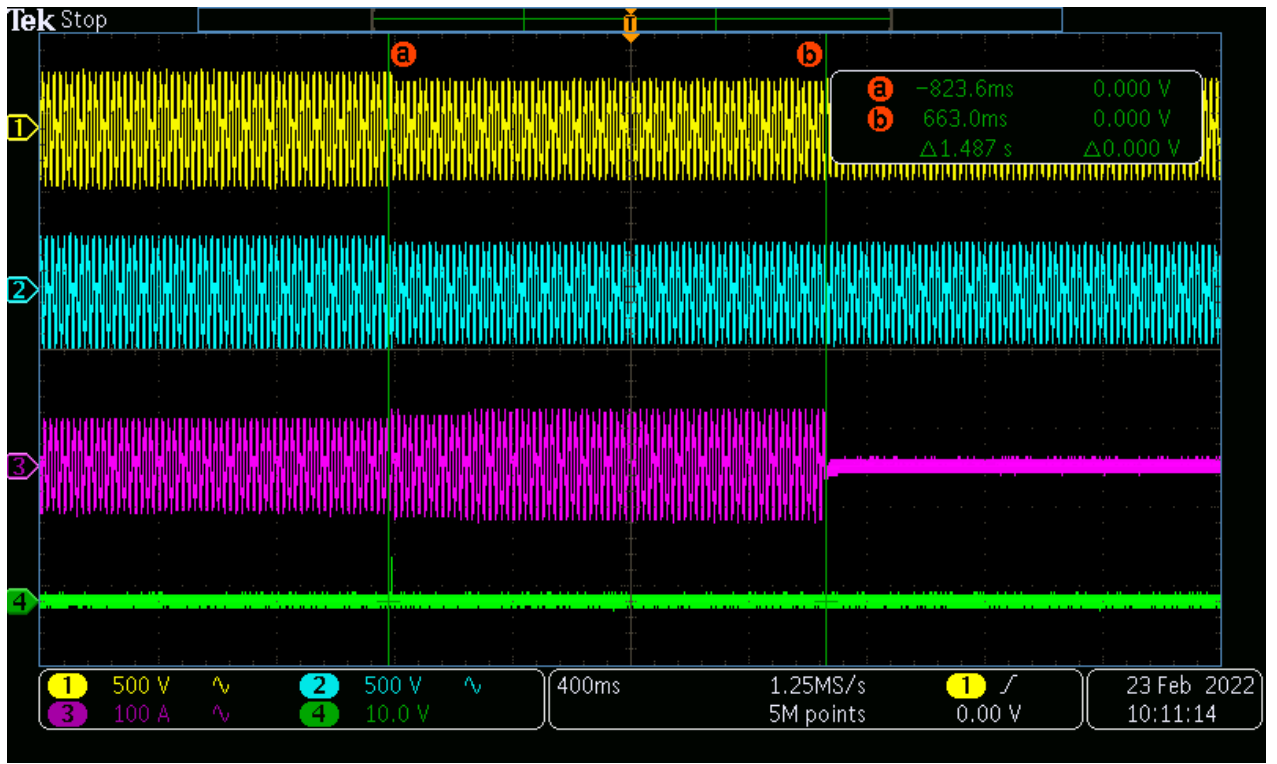 Tek Stop
T
a b
a -823.6ms 0.000 V
b 663.0ms 0.000 V
△1.487 s △0.000 V
1
2
3
4
1 500 V ∿ 2 500 V ∿ 400ms 1.25MS/s 1 ∫ 23 Feb 2022
3 100 A ∿ 4 10.0 V 5M points 0.00 V 10:11:14